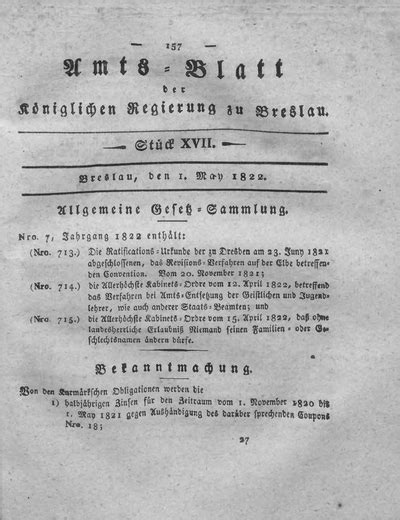 — 157 —
Amts-Blatt
der
Königlichen Regierung zu Breslau.
— Stück XVII. —
Breslau, den 1. May 1822.
Allgemeine Gesetz-Sammlung.
Nro. 7, Jahrgang 1822 enthält:
(Nro. 713.) Die Ratifications-Urkunde der zu Dresden am 23. Juny 1821
abgeschlossenen, das Revisions-Verfahren auf der Elbe betreffen-
den Convention. Vom 20. November 1821;
(Nro. 714.) die Allerhöchste Kabinets-Ordre vom 12. April 1822, betreffend
das Verfahren bei Amts-Entsetzung der Geistlichen und Jugend-
lehrer, wie auch anderer Staats-Beamten; und
(Nro. 715.) die Allerhöchste Kabinets-Ordre vom 15. April 1822, daß ohne
landesherrliche Erlaubniß Niemand seinen Familien- oder Ge-
schlechtsnamen ändern dürfe.
Bekanntmachung.
Von den Kurmärkschen Obligationen werden die
1) halbjährigen Zinsen für den Zeitraum vom 1. November 1820 bis
1. May 1821 gegen Aushändigung des darüber sprechenden Coupons
Nro. 18;
27